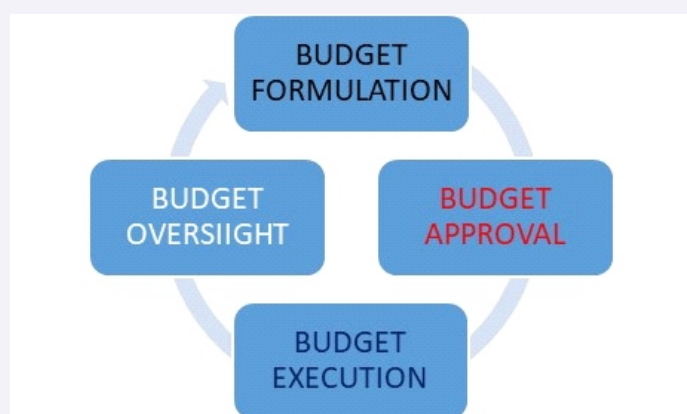 BUDGET
FORMULATION
BUDGET
APPROVAL
BUDGET
EXECUTION
BUDGET
OVERSIIGHT